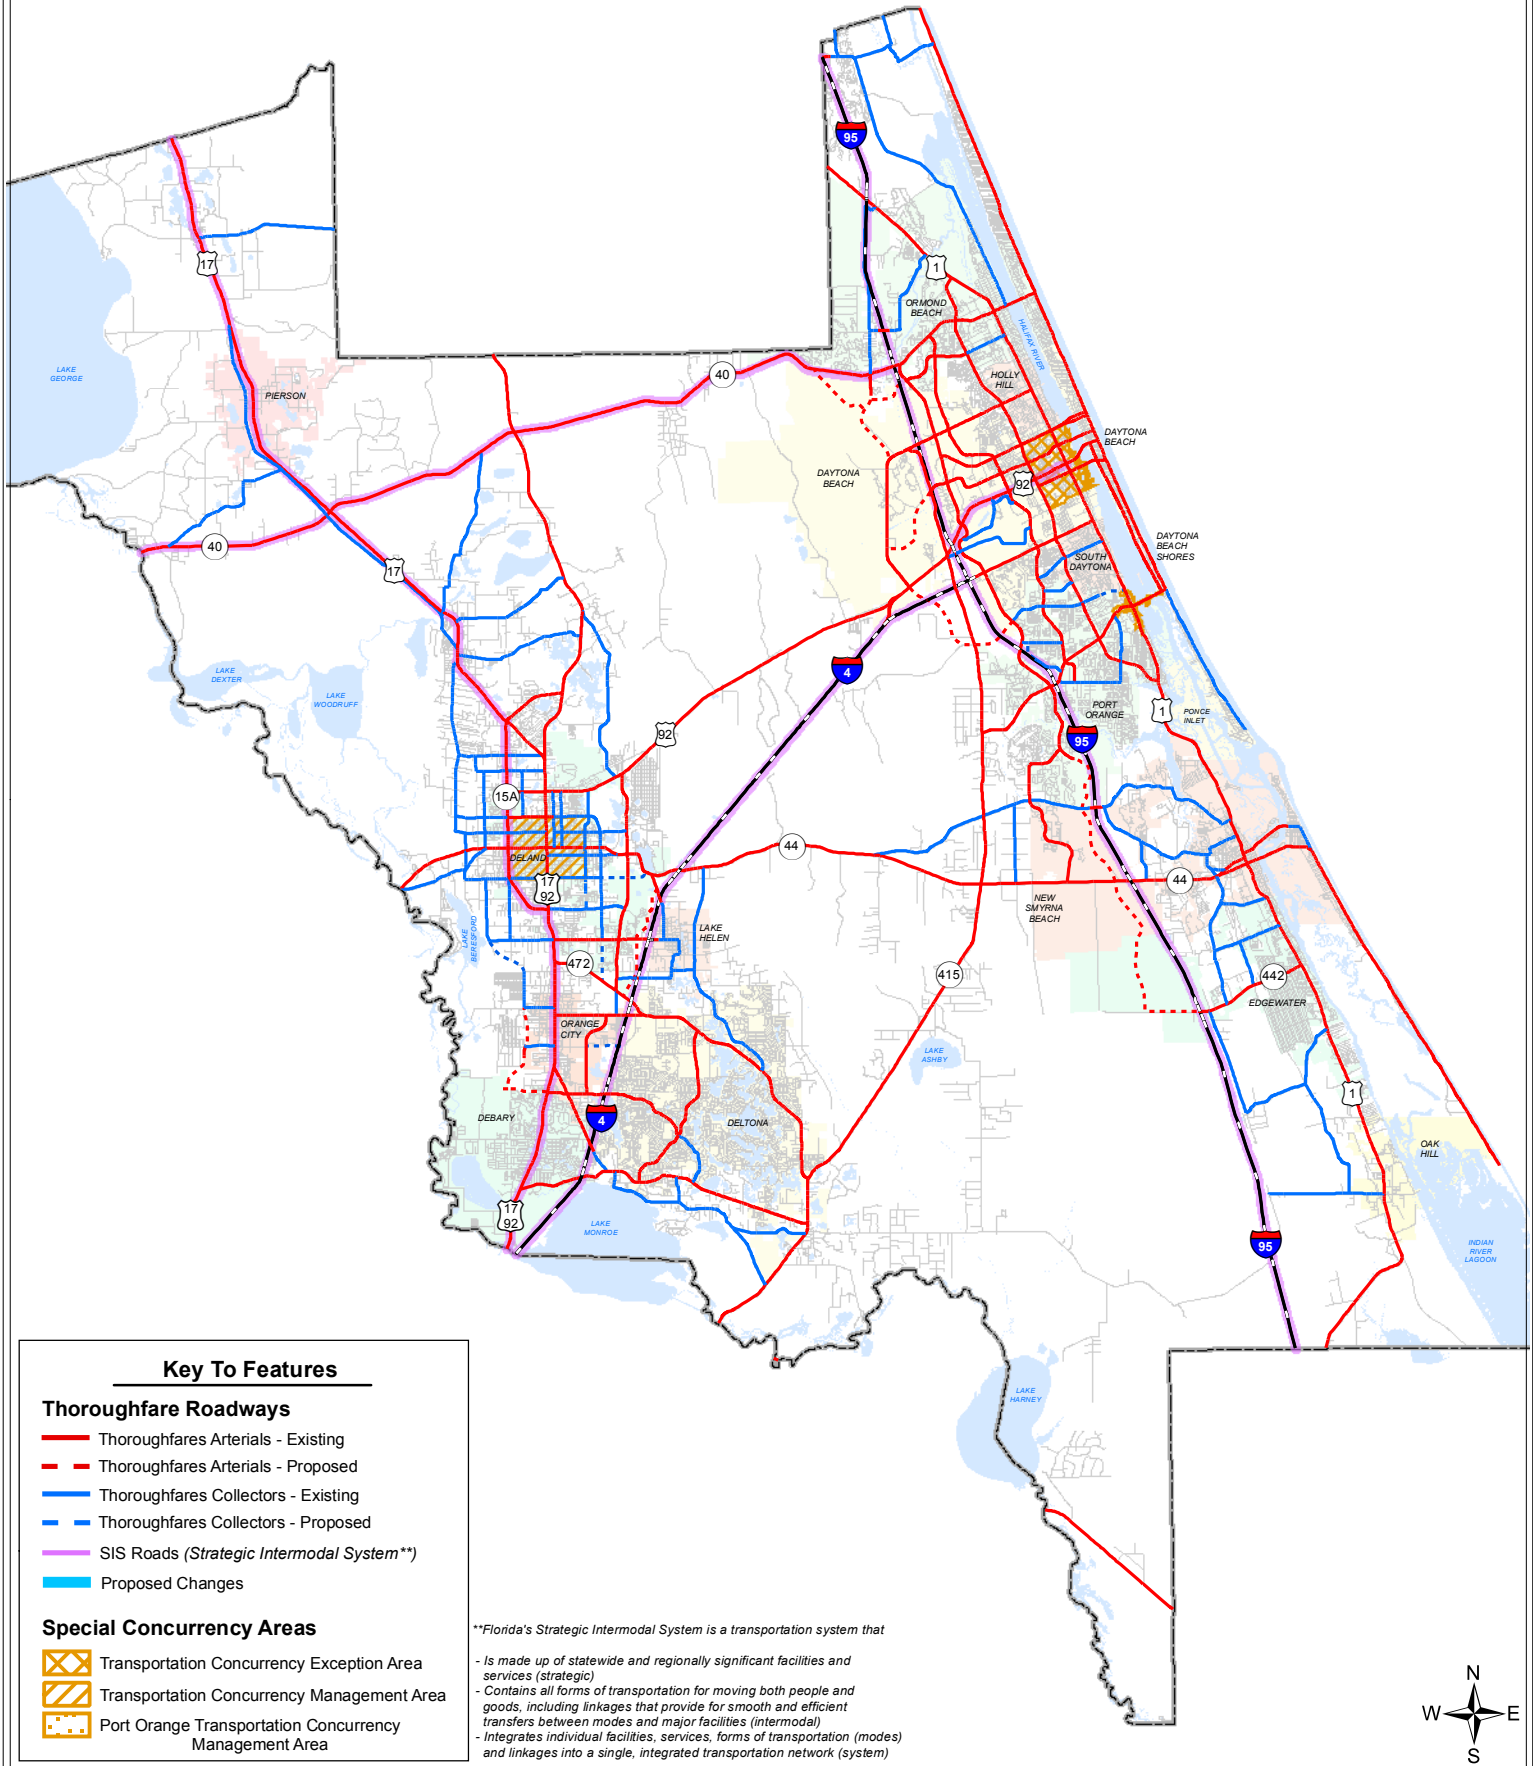 95
17
1
ORMOND
BEACH
HALIFAX RIVER
LAKE
GEORGE
40
HOLLY
HILL
PIERSON
DAYTONA
BEACH
DAYTONA
BEACH
92
40
DAYTONA
BEACH
SHORES
SOUTH
DAYTONA
17
LAKE
DEXTER
4
LAKE
WOODRUFF
PORT
ORANGE
1
PONCE
INLET
92
95
15A
44
DELAND
44
17
92
NEW
SMYRNA
BEACH
LAKE
BERESFORD
LAKE
HELEN
472
415
442
EDGEWATER
ORANGE
CITY
LAKE
ASHBY
1
DEBARY
4
DELTONA
OAK
HILL
17
92
LAKE
MONROE
95
INDIAN
RIVER
LAGOON
LAKE
HARNEY
Key To Features
Thoroughfare Roadways
Thoroughfares Arterials - Existing
Thoroughfares Arterials - Proposed
Thoroughfares Collectors - Existing
Thoroughfares Collectors - Proposed
SIS Roads (Strategic Intermodal System**)
Proposed Changes
Special Concurrency Areas
Transportation Concurrency Exception Area
Transportation Concurrency Management Area
Port Orange Transportation Concurrency
Management Area
**Florida's Strategic Intermodal System is a transportation system that
- Is made up of statewide and regionally significant facilities and
services (strategic)
- Contains all forms of transportation for moving both people and
goods, including linkages that provide for smooth and efficient
transfers between modes and major facilities (intermodal)
- Integrates individual facilities, services, forms of transportation (modes)
and linkages into a single, integrated transportation network (system)
N
W E
S